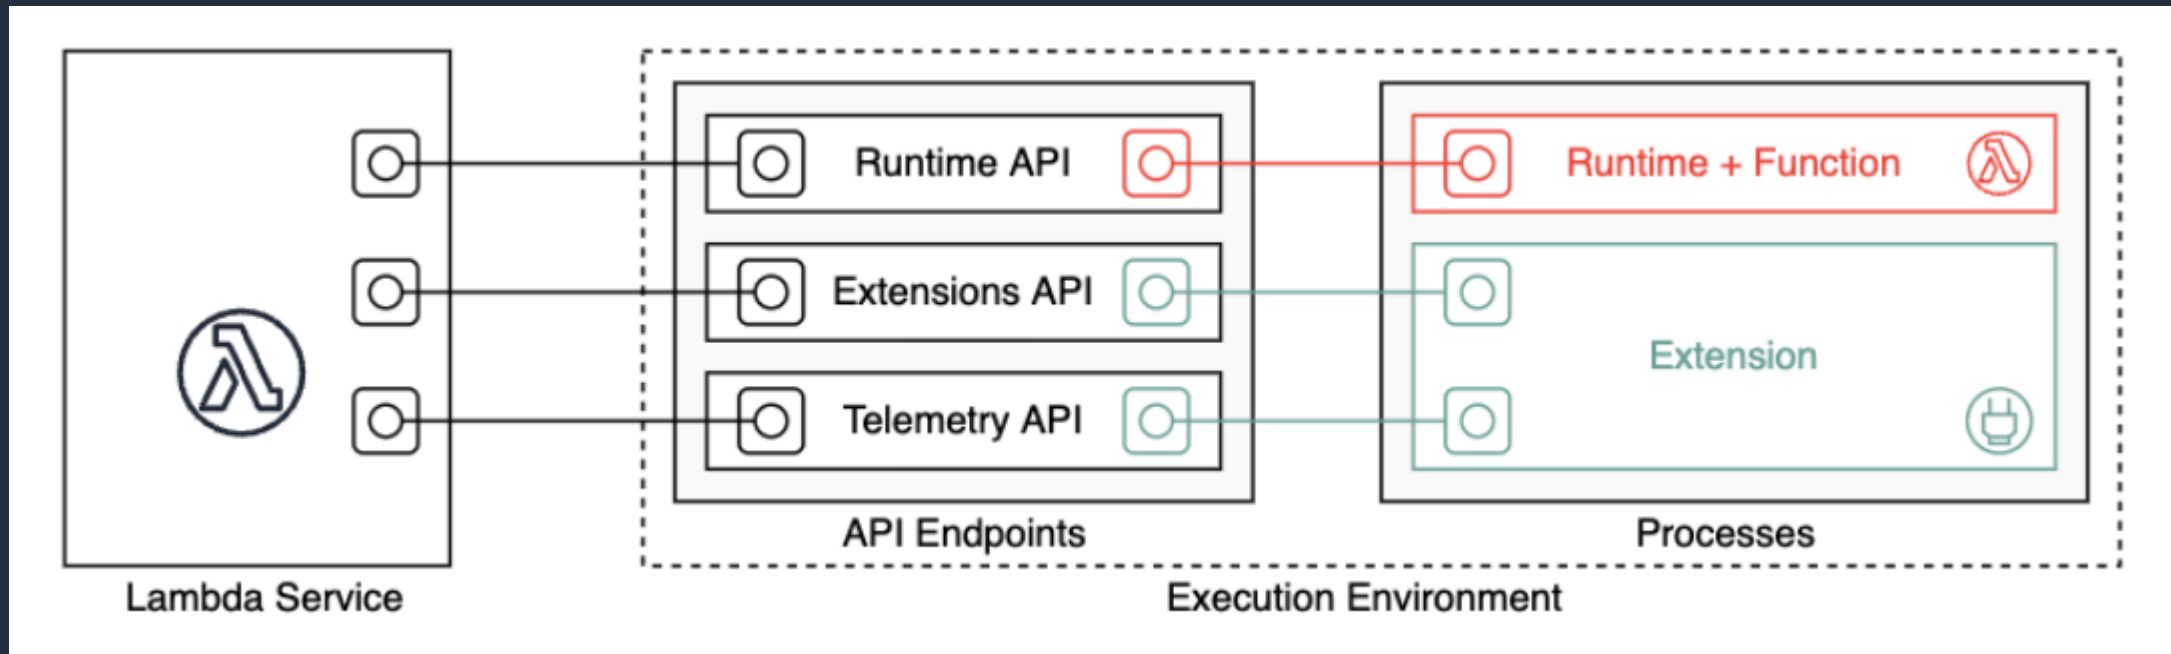 Runtime API
Runtime + Function
Extensions API
Extension
Telemetry API
API Endpoints
Processes
Lambda Service
Execution Environment